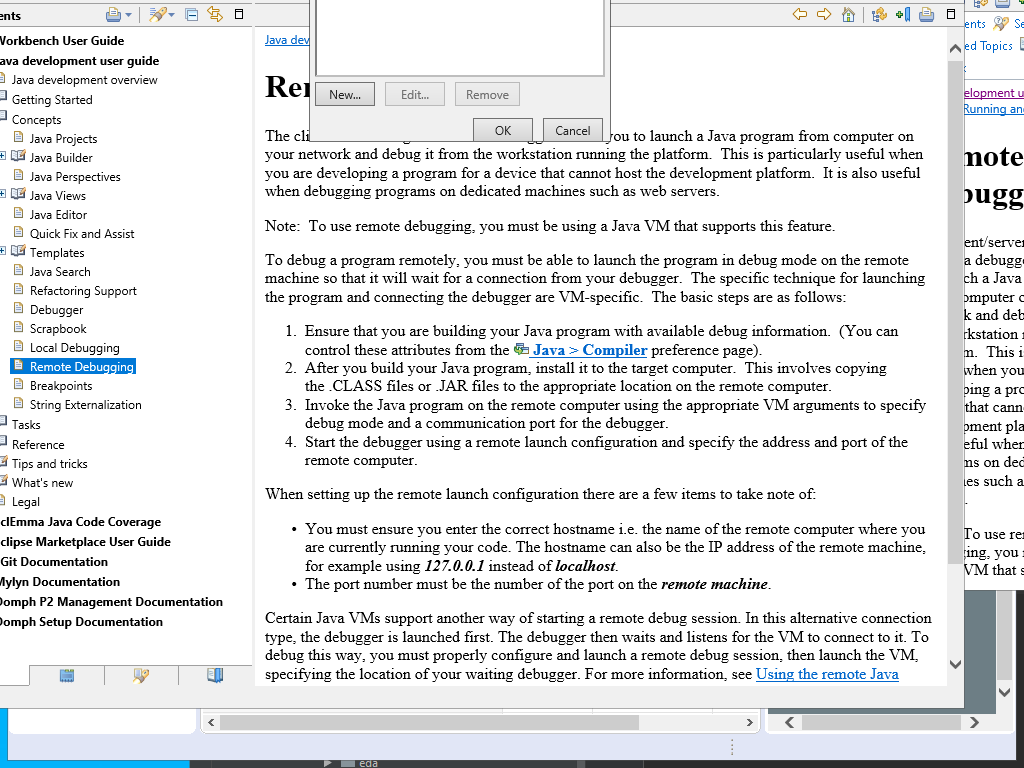 ents
Workbench User Guide
ava development user guide
Java development overview
Getting Started
Concepts
Java Projects
Java Builder
Java Perspectives
Java Views
Java Editor
Quick Fix and Assist
Templates
Java Search
Refactoring Support
Debugger
Scrapbook
Local Debugging
Remote Debugging
Breakpoints
String Externalization
Tasks
Reference
Tips and tricks
What's new
Legal
clEmma Java Code Coverage
clipse Marketplace User Guide
Git Documentation
Mylyn Documentation
Oomph P2 Management Documentation
Oomph Setup Documentation
New...
Edit...
Remove
OK
Cancel
Java dev
Re
The cli
you to launch a Java program from computer on
your network and debug it from the workstation running the platform.  This is particularly useful when
you are developing a program for a device that cannot host the development platform.  It is also useful
when debugging programs on dedicated machines such as web servers.
Note:  To use remote debugging, you must be using a Java VM that supports this feature.
To debug a program remotely, you must be able to launch the program in debug mode on the remote
machine so that it will wait for a connection from your debugger.  The specific technique for launching
the program and connecting the debugger are VM-specific.  The basic steps are as follows:
1. Ensure that you are building your Java program with available debug information.  (You can
control these attributes from the Java > Compiler preference page).
2. After you build your Java program, install it to the target computer.  This involves copying
the .CLASS files or .JAR files to the appropriate location on the remote computer.
3. Invoke the Java program on the remote computer using the appropriate VM arguments to specify
debug mode and a communication port for the debugger.
4. Start the debugger using a remote launch configuration and specify the address and port of the
remote computer.
When setting up the remote launch configuration there are a few items to take note of:
• You must ensure you enter the correct hostname i.e. the name of the remote computer where you
are currently running your code. The hostname can also be the IP address of the remote machine,
for example using 127.0.0.1 instead of localhost.
• The port number must be the number of the port on the remote machine.
Certain Java VMs support another way of starting a remote debug session. In this alternative connection
type, the debugger is launched first. The debugger then waits and listens for the VM to connect to it. To
debug this way, you must properly configure and launch a remote debug session, then launch the VM,
specifying the location of your waiting debugger. For more information, see Using the remote Java
ents
Se
ed Topics
elopment u
Running an
mote
bugg
ent/server
a debugge
ch a Java
omputer o
k and deb
rkstation r
m.  This is
when you
ping a pro
that cannot
pment pla
eful when
ms on ded
es such a
.
To use re
ging, you
VM that s
eda